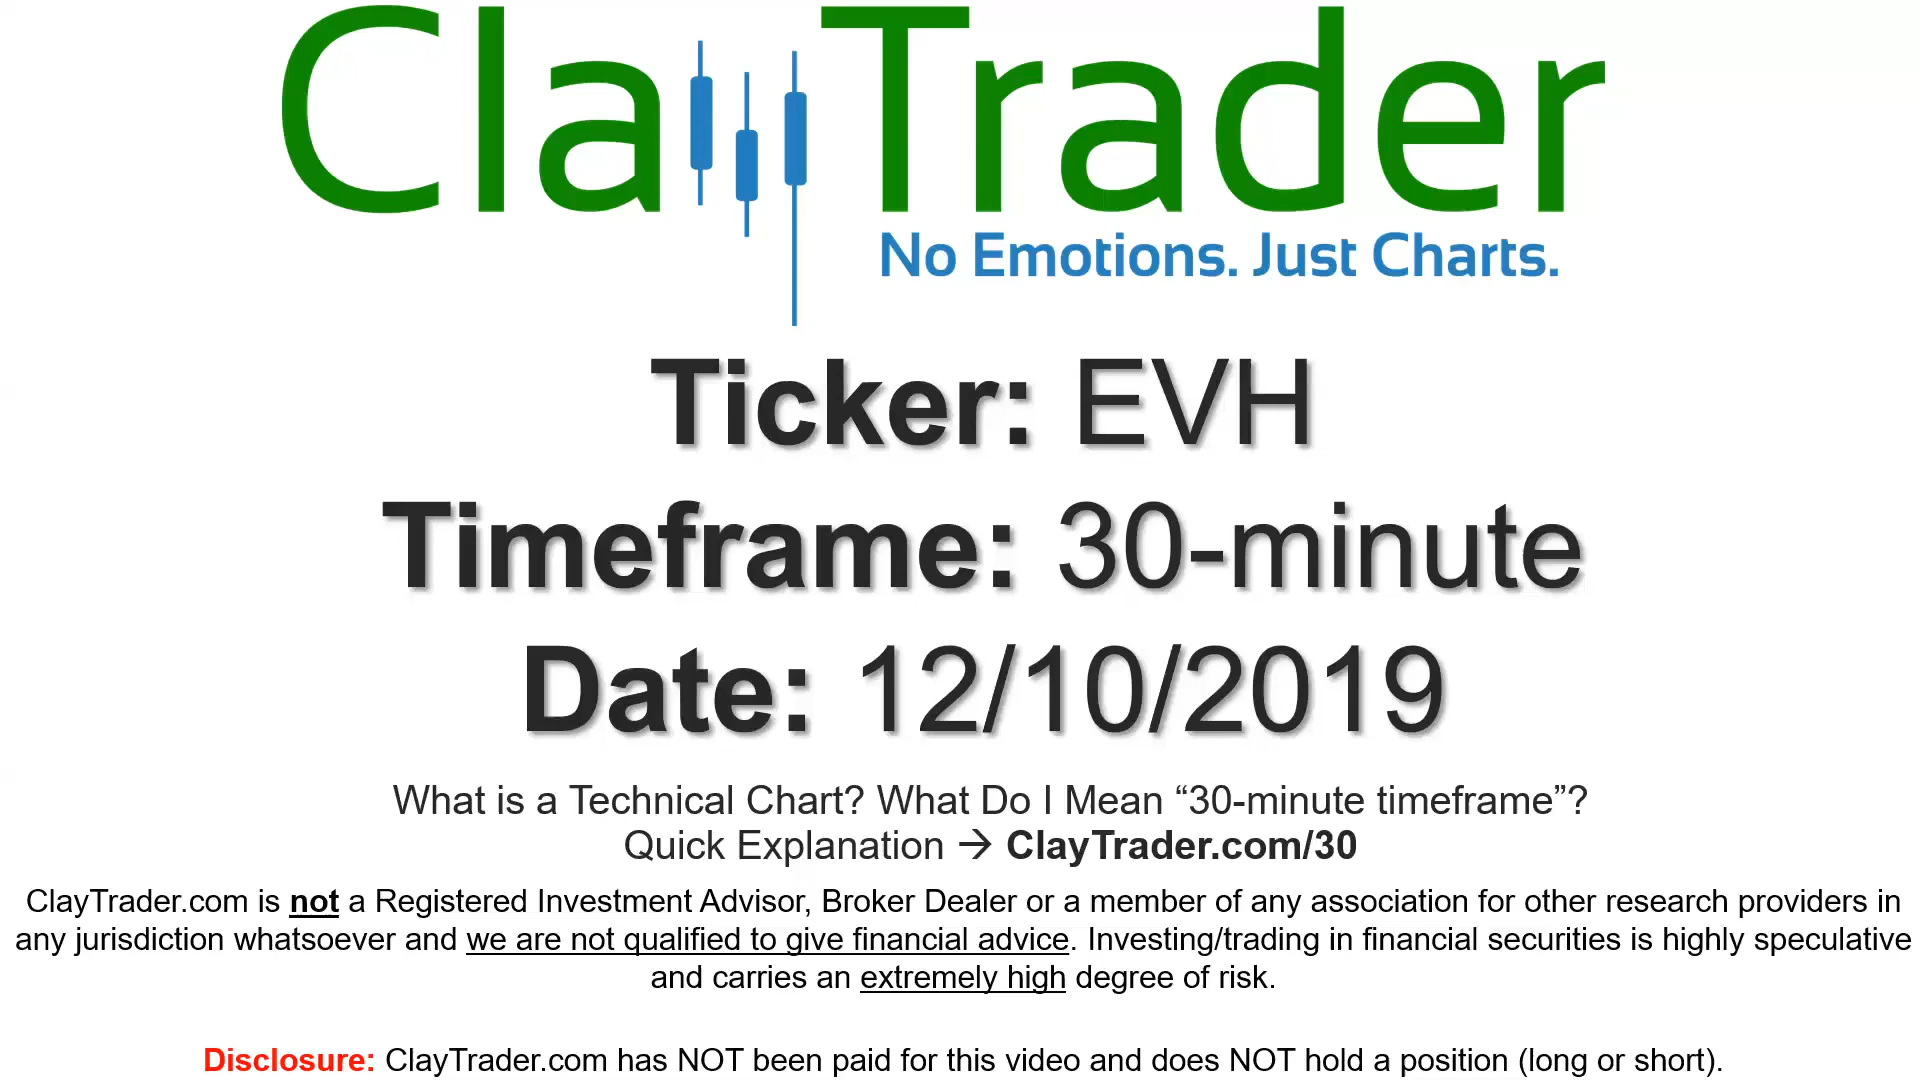 ClayTrader
No Emotions. Just Charts.
Ticker: EVH
Timeframe: 30-minute
Date: 12/10/2019
What is a Technical Chart? What Do I Mean “30-minute timeframe”?
Quick Explanation → ClayTrader.com/30
ClayTrader.com is not a Registered Investment Advisor, Broker Dealer or a member of any association for other research providers in
any jurisdiction whatsoever and we are not qualified to give financial advice. Investing/trading in financial securities is highly speculative
and carries an extremely high degree of risk.
Disclosure: ClayTrader.com has NOT been paid for this video and does NOT hold a position (long or short).